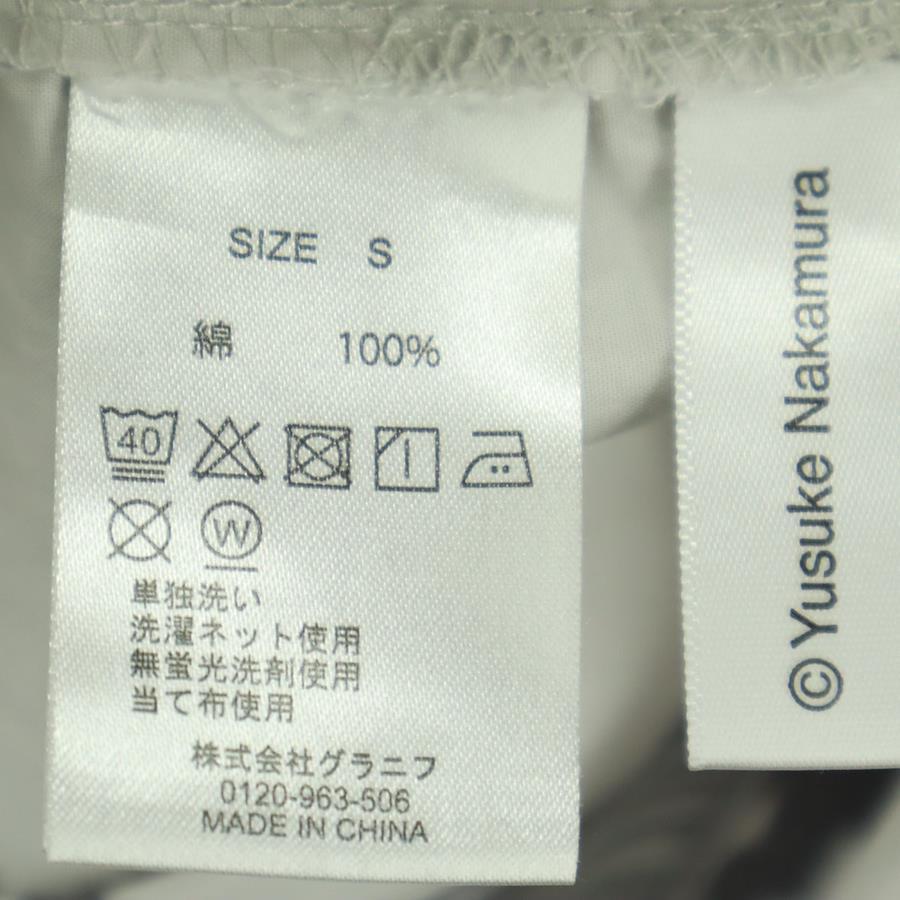 SIZE S
綿 100%
40
W
単独洗い
洗濯ネット使用
無蛍光洗剤使用
当て布使用
株式会社グラニフ
0120-963-506
MADE IN CHINA
©Yusuke Nakamura